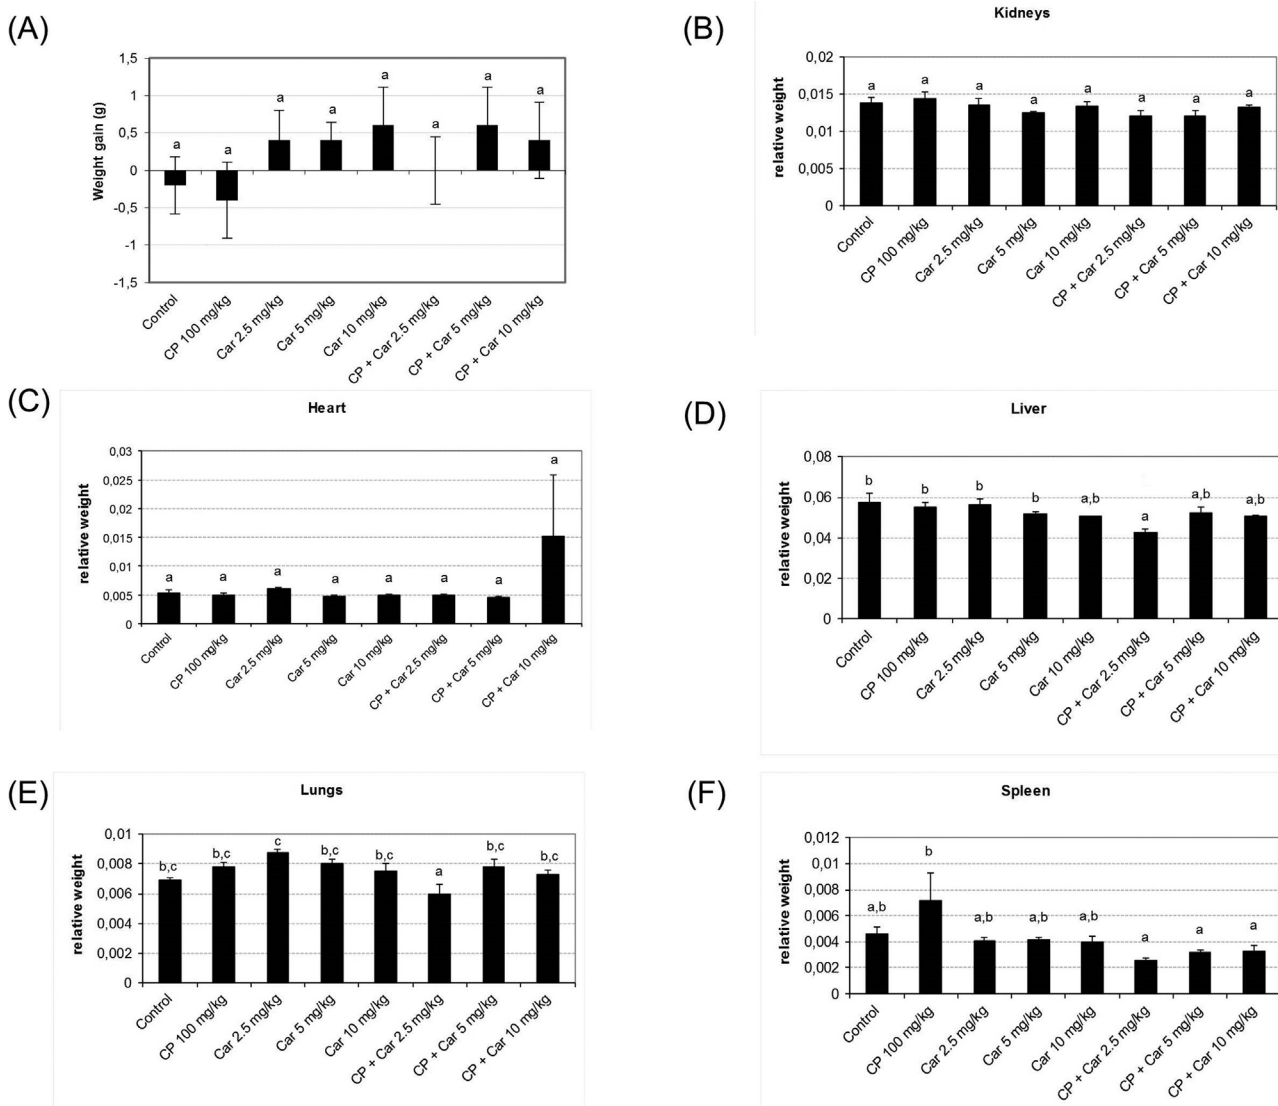 (A)
1,5
1
0,5
0
-0,5
-1
-1,5
Weight gain (g)
a a a a a a a a
Control
CP 100 mg/kg
Car 2.5 mg/kg
Car 5 mg/kg
Car 10 mg/kg
CP + Car 2.5 mg/kg
CP + Car 5 mg/kg
CP + Car 10 mg/kg
(B)
Kidneys
0,02
0,015
0,01
0,005
0
relative weight
a a a a a a a a
Control
CP 100 mg/kg
Car 2.5 mg/kg
Car 5 mg/kg
Car 10 mg/kg
CP + Car 2.5 mg/kg
CP + Car 5 mg/kg
CP + Car 10 mg/kg
(C)
Heart
0,03
0,025
0,02
0,015
0,01
0,005
0
relative weight
a a a a a a a a
Control
CP 100 mg/kg
Car 2.5 mg/kg
Car 5 mg/kg
Car 10 mg/kg
CP + Car 2.5 mg/kg
CP + Car 5 mg/kg
CP + Car 10 mg/kg
(D)
Liver
0,08
0,06
0,04
0,02
0
relative weight
b b b b a,b a a,b a,b
Control
CP 100 mg/kg
Car 2.5 mg/kg
Car 5 mg/kg
Car 10 mg/kg
CP + Car 2.5 mg/kg
CP + Car 5 mg/kg
CP + Car 10 mg/kg
(E)
Lungs
0,01
0,008
0,006
0,004
0,002
0
relative weight
b,c b,c c b,c b,c a b,c b,c
Control
CP 100 mg/kg
Car 2.5 mg/kg
Car 5 mg/kg
Car 10 mg/kg
CP + Car 2.5 mg/kg
CP + Car 5 mg/kg
CP + Car 10 mg/kg
(F)
Spleen
0,012
0,01
0,008
0,006
0,004
0,002
0
relative weight
a,b b a,b a,b a,b a a a
Control
CP 100 mg/kg
Car 2.5 mg/kg
Car 5 mg/kg
Car 10 mg/kg
CP + Car 2.5 mg/kg
CP + Car 5 mg/kg
CP + Car 10 mg/kg